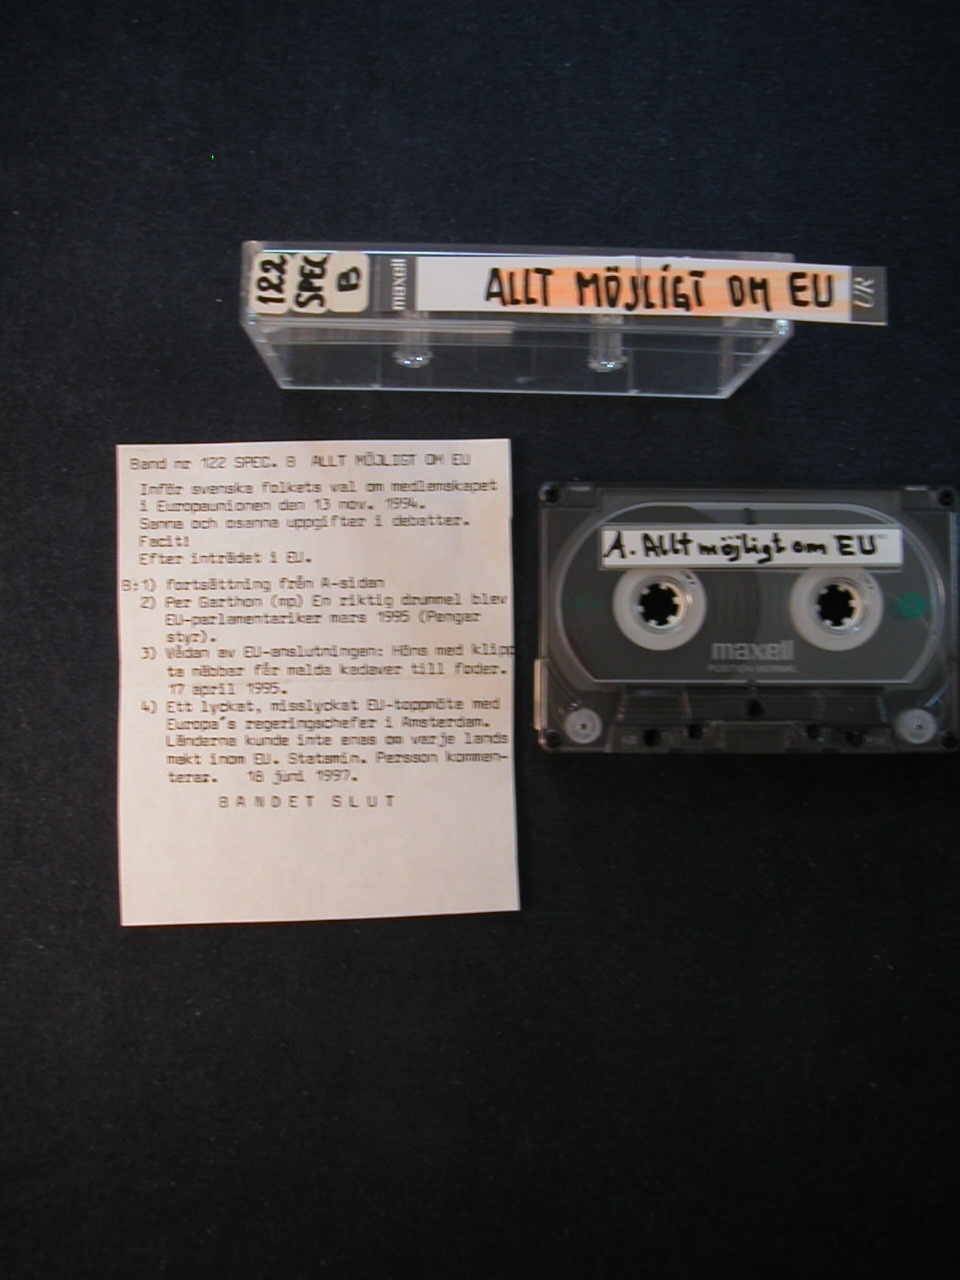 122
SPEC
B
maxell
ALLT MÖJLIGT OM EU
UR
Band nr 122 SPEC. B ALLT MÖJLIGT OM EU
Inför svenska folkets val om medlemskapet
i Europaunionen den 13 nov. 1994.
Sanna och osanna uppgifter i debatter.
Facit!
Efter inträdet i EU.
B:1) fortsättning från A-sidan
2) Per Garthon (mp) En riktig drummel blev
EU-parlamentariker mars 1995 (Pengar
styr).
3) Vådan av EU-anslutningen: Höns med klipp
ta näbbar får malda kadaver till foder.
17 april 1995.
4) Ett lyckat, misslyckat EU-toppmöte med
Europa's regeringschefer i Amsterdam.
Länderna kunde inte enas om varje lands
makt inom EU. Statsmin. Persson kommen-
terar. 18 juni 1997.
BANDET SLUT
A. Allt möjligt om EU
maxell
POSITION NORMAL